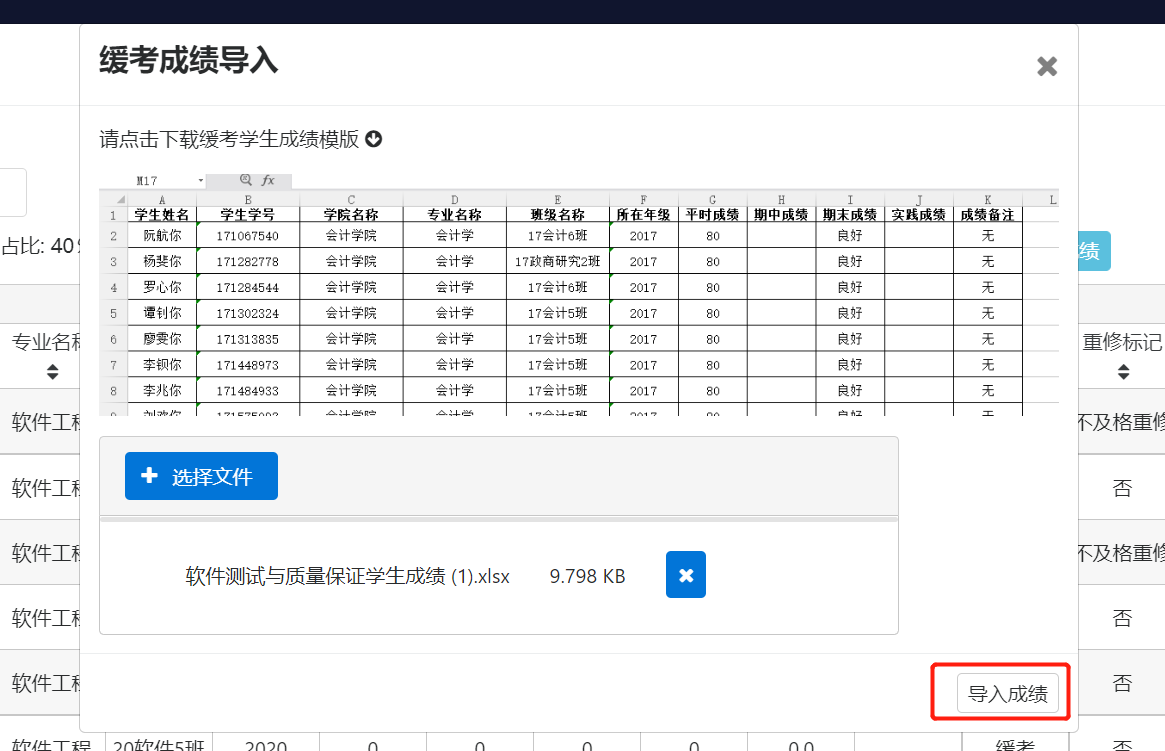 缓考成绩导入
请点击下载缓考学生成绩模版
M17 fx
A B C D E F G H I J K L
1 学生姓名 学生学号 学院名称 专业名称 班级名称 所在年级 平时成绩 期中成绩 期末成绩 实践成绩 成绩备注
2 阮航你 171067540 会计学院 会计学 17会计6班 2017 80 良好 无
3 杨斐你 171282778 会计学院 会计学 17政商研究2班 2017 80 良好 无
4 罗心你 171284544 会计学院 会计学 17会计6班 2017 80 良好 无
5 谭钊你 171302324 会计学院 会计学 17会计5班 2017 80 良好 无
6 廖雯你 171313835 会计学院 会计学 17会计5班 2017 80 良好 无
7 李钡你 171448973 会计学院 会计学 17会计5班 2017 80 良好 无
8 李兆你 171484933 会计学院 会计学 17会计5班 2017 80 良好 无
占比: 40
绩
专业名称
重修标记
选择文件
软件测试与质量保证学生成绩 (1).xlsx 9.798 KB
导入成绩
软件工程 不及格重修
软件工程 否
软件工程 不及格重修
软件工程 否
软件工程 否
软件工程 20软件5班 2020 0 0 0 0 0.0 缓考 否